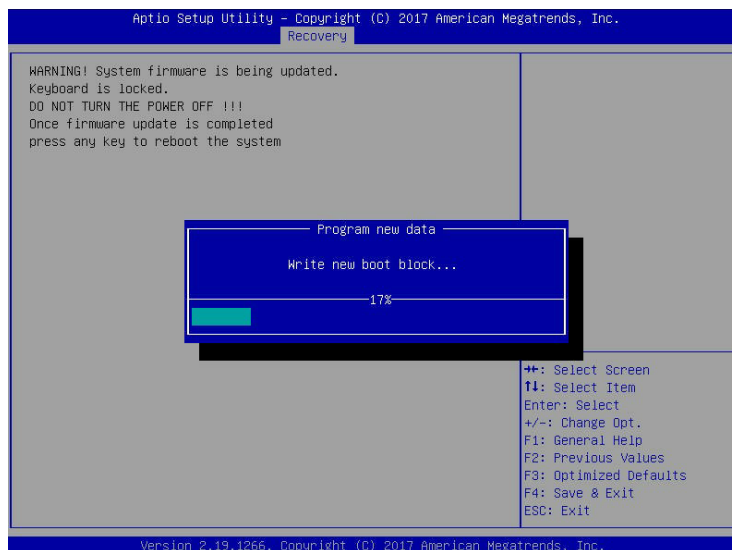 Aptio Setup Utility – Copyright (C) 2017 American Megatrends, Inc.
Recovery
WARNING! System firmware is being updated.
Keyboard is locked.
DO NOT TURN THE POWER OFF !!!
Once firmware update is completed
press any key to reboot the system
Program new data
Write new boot block...
17%
→←: Select Screen
↑↓: Select Item
Enter: Select
+/-: Change Opt.
F1: General Help
F2: Previous Values
F3: Optimized Defaults
F4: Save & Exit
ESC: Exit
Version 2.19.1266. Copyright (C) 2017 American Megatrends, Inc.